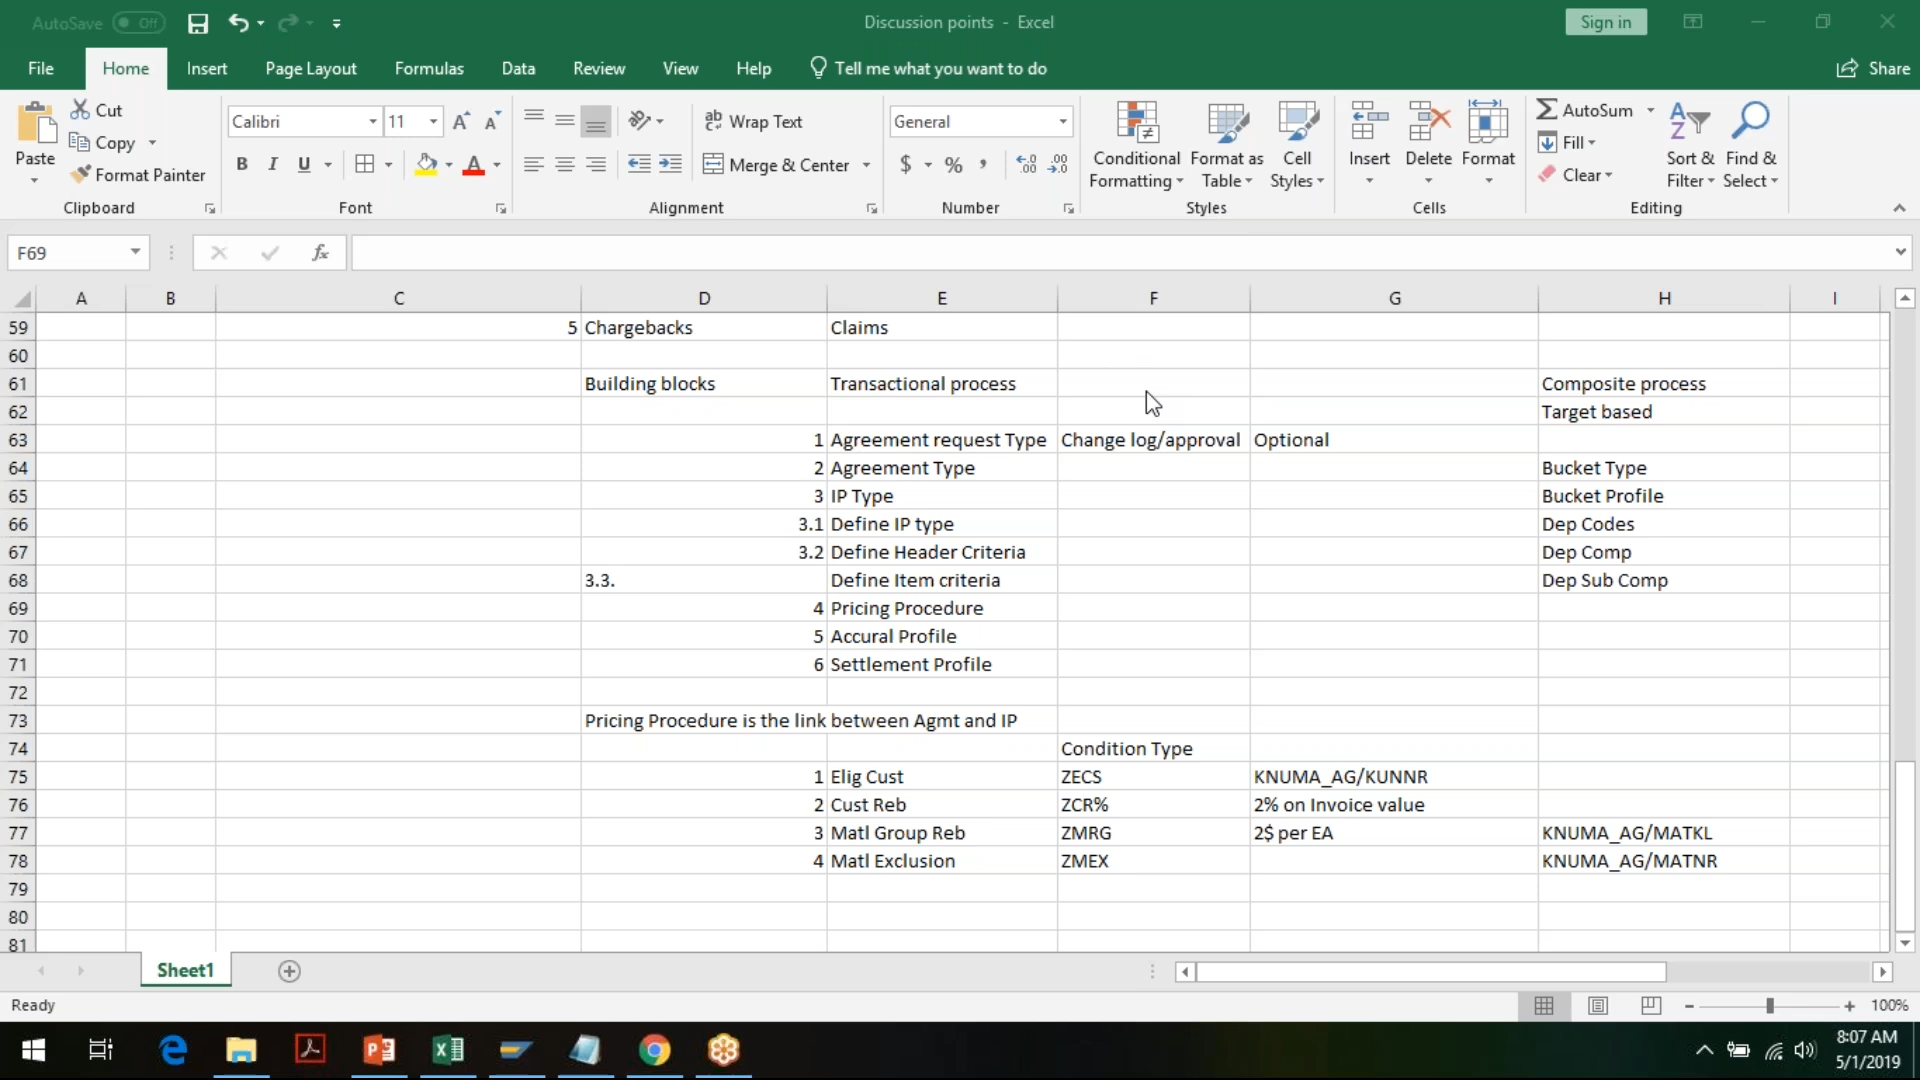 AutoSave Off
Discussion points - Excel
Sign in
File Home Insert Page Layout Formulas Data Review View Help Tell me what you want to do Share
Paste
Cut
Copy
Format Painter
Clipboard
Calibri 11
B I U
Font
Wrap Text
Merge & Center
Alignment
General
$ % ,
Number
Conditional Formatting
Format as Table
Cell Styles
Styles
Insert Delete Format
Cells
AutoSum
Fill
Clear
Sort & Filter
Find & Select
Editing
F69 fx
A B C D E F G H I
59 5 Chargebacks Claims
60
61 Building blocks Transactional process Composite process
62 Target based
63 1 Agreement request Type Change log/approval Optional
64 2 Agreement Type Bucket Type
65 3 IP Type Bucket Profile
66 3.1 Define IP type Dep Codes
67 3.2 Define Header Criteria Dep Comp
68 3.3. Define Item criteria Dep Sub Comp
69 4 Pricing Procedure
70 5 Accural Profile
71 6 Settlement Profile
72
73 Pricing Procedure is the link between Agmt and IP
74 Condition Type
75 1 Elig Cust ZECS KNUMA_AG/KUNNR
76 2 Cust Reb ZCR% 2% on Invoice value
77 3 Matl Group Reb ZMRG 2$ per EA KNUMA_AG/MATKL
78 4 Matl Exclusion ZMEX KNUMA_AG/MATNR
79
80
81
Sheet1
Ready
100%
8:07 AM
5/1/2019